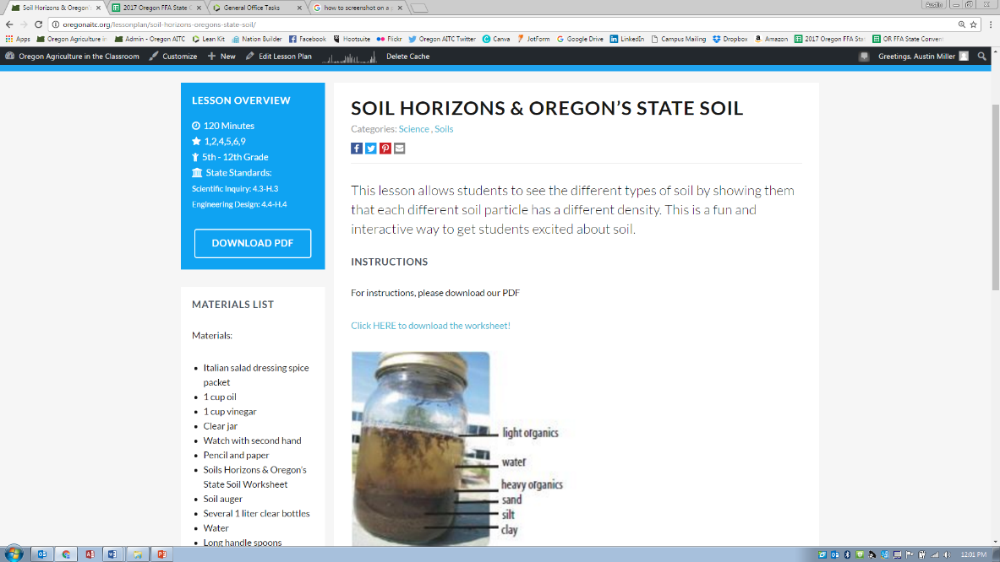 Soil Horizons & Oregon's
2017 Oregon FFA State C
General Office Tasks
how to screenshot on a
Austin
oregonaitc.org/lessonplan/soil-horizons-oregons-state-soil/
Apps Oregon Agriculture in Admin - Oregon AITC Lean Kit Nation Builder Facebook Hootsuite Flickr Oregon AITC Twitter Canva JotForm Google Drive LinkedIn Campus Mailing Dropbox Amazon 2017 Oregon FFA Sta OR FFA State Conven
Oregon Agriculture in the Classroom Customize New Edit Lesson Plan Delete Cache Greetings, Austin Miller
LESSON OVERVIEW
120 Minutes
1,2,4,5,6,9
5th - 12th Grade
State Standards:
Scientific Inquiry: 4.3-H.3
Engineering Design: 4.4-H.4
DOWNLOAD PDF
MATERIALS LIST
Materials:
Italian salad dressing spice
packet
1 cup oil
1 cup vinegar
Clear jar
Watch with second hand
Pencil and paper
Soils Horizons & Oregon's
State Soil Worksheet
Soil auger
Several 1 liter clear bottles
Water
Long handle spoons
SOIL HORIZONS & OREGON'S STATE SOIL
Categories: Science , Soils
This lesson allows students to see the different types of soil by showing them
that each different soil particle has a different density. This is a fun and
interactive way to get students excited about soil.
INSTRUCTIONS
For instructions, please download our PDF
Click HERE to download the worksheet!
light organics
water
heavy organics
sand
silt
clay
12:01 PM